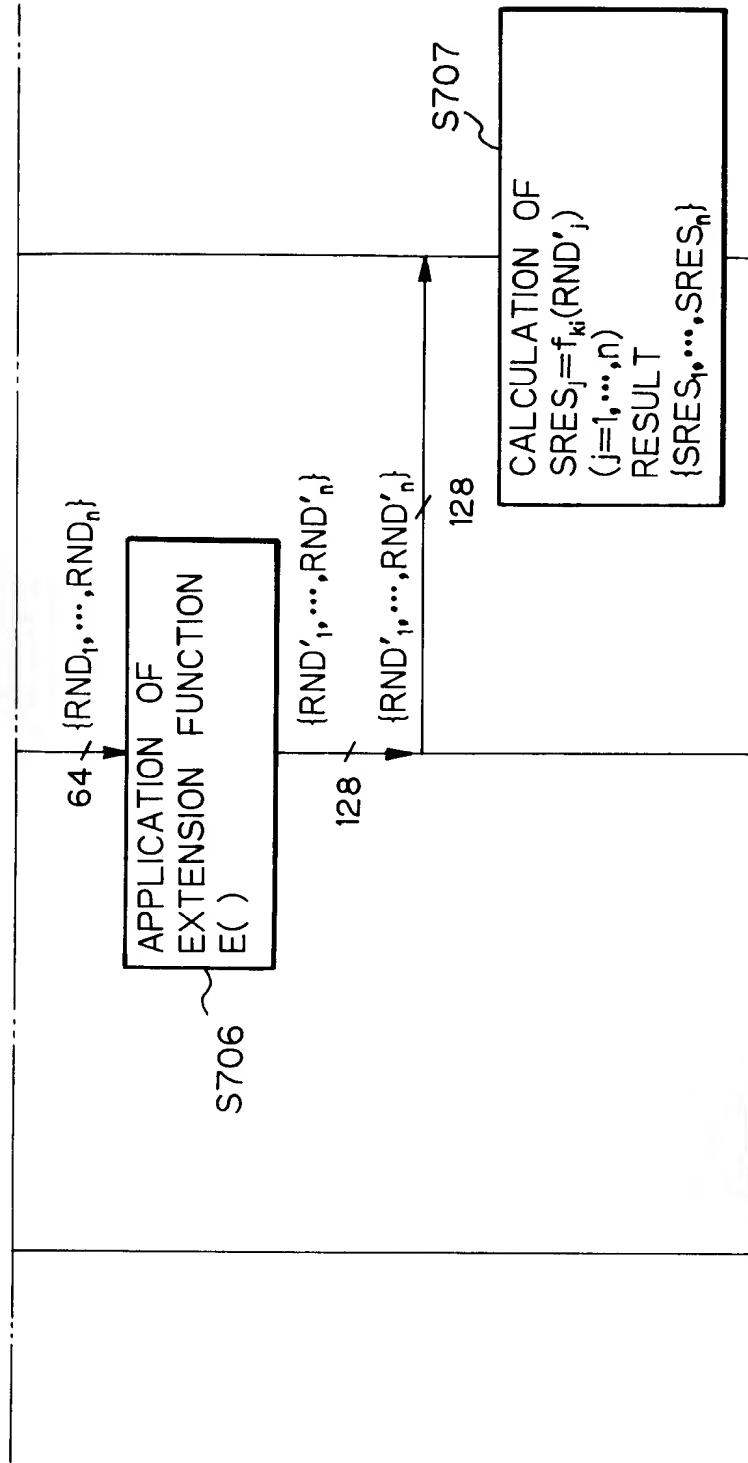 64
{RND₁,•••,RNDₙ}
APPLICATION OF
EXTENSION FUNCTION
E( )
S706
128
{RND'₁,•••,RND'ₙ}
{RND'₁,•••,RND'ₙ}
128
S707
CALCULATION OF
SRESⱼ=fₖᵢ(RND'ⱼ)
(j=1,•••,n)
RESULT
{SRES₁,•••,SRESₙ}